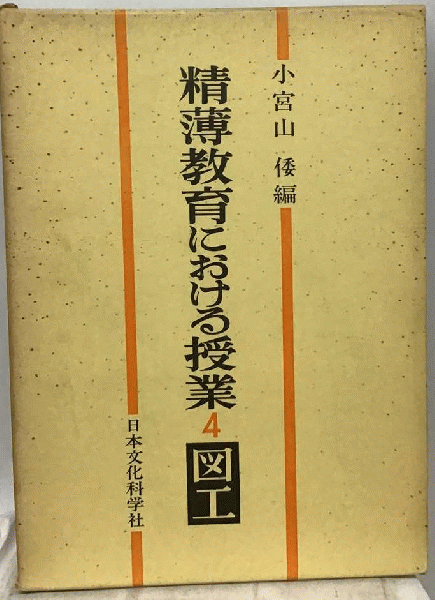 小宮山 倭編
精薄教育における授業 4 図工
日本文化科学社